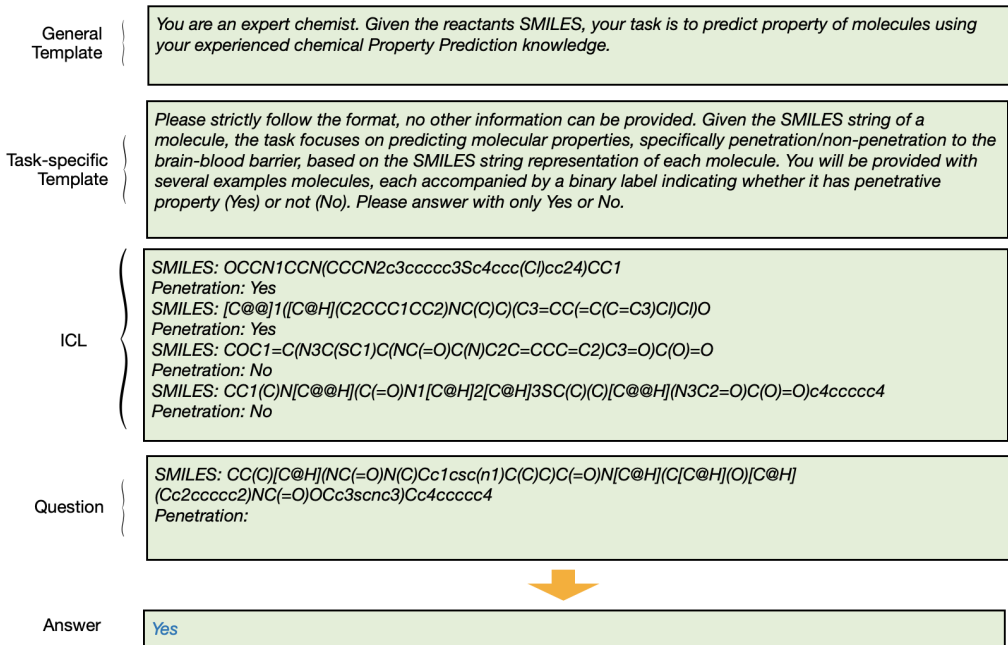 General
Template
You are an expert chemist. Given the reactants SMILES, your task is to predict property of molecules using
your experienced chemical Property Prediction knowledge.
Task-specific
Template
Please strictly follow the format, no other information can be provided. Given the SMILES string of a
molecule, the task focuses on predicting molecular properties, specifically penetration/non-penetration to the
brain-blood barrier, based on the SMILES string representation of each molecule. You will be provided with
several examples molecules, each accompanied by a binary label indicating whether it has penetrative
property (Yes) or not (No). Please answer with only Yes or No.
ICL
SMILES: OCCN1CCN(CCCN2c3ccccc3Sc4ccc(Cl)cc24)CC1
Penetration: Yes
SMILES: [C@@]1([C@H](C2CCC1CC2)NC(C)C)(C3=CC(=C(C=C3)Cl)Cl)O
Penetration: Yes
SMILES: COC1=C(N3C(SC1)C(NC(=O)C(N)C2C=CCC=C2)C3=O)C(O)=O
Penetration: No
SMILES: CC1(C)N[C@@H](C(=O)N1[C@H]2[C@H]3SC(C)(C)[C@@H](N3C2=O)C(O)=O)c4ccccc4
Penetration: No
Question
SMILES: CC(C)[C@H](NC(=O)N(C)Cc1csc(n1)C(C)C)C(=O)N[C@H](C[C@H](O)[C@H]
(Cc2ccccc2)NC(=O)OCc3scnc3)Cc4ccccc4
Penetration:
Answer
Yes